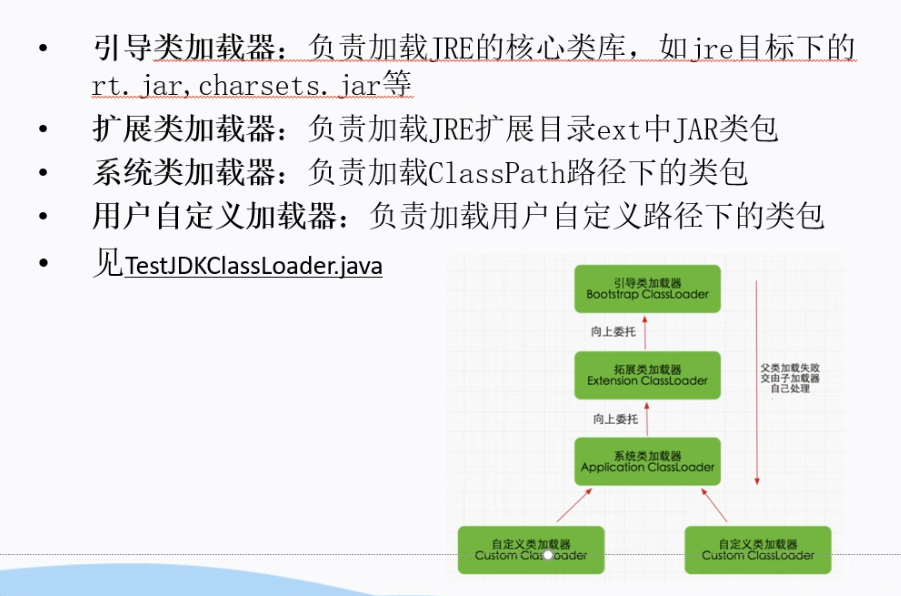 • 引导类加载器：负责加载JRE的核心类库，如jre目标下的
rt.jar,charsets.jar等
• 扩展类加载器：负责加载JRE扩展目录ext中JAR类包
• 系统类加载器：负责加载ClassPath路径下的类包
• 用户自定义加载器：负责加载用户自定义路径下的类包
• 见TestJDKClassLoader.java
引导类加载器
Bootstrap ClassLoader
向上委托
拓展类加载器
Extension ClassLoader
父类加载失败
交由子加载器
自己处理
向上委托
系统类加载器
Application ClassLoader
自定义类加载器
Custom ClassLoader
自定义类加载器
Custom ClassLoader